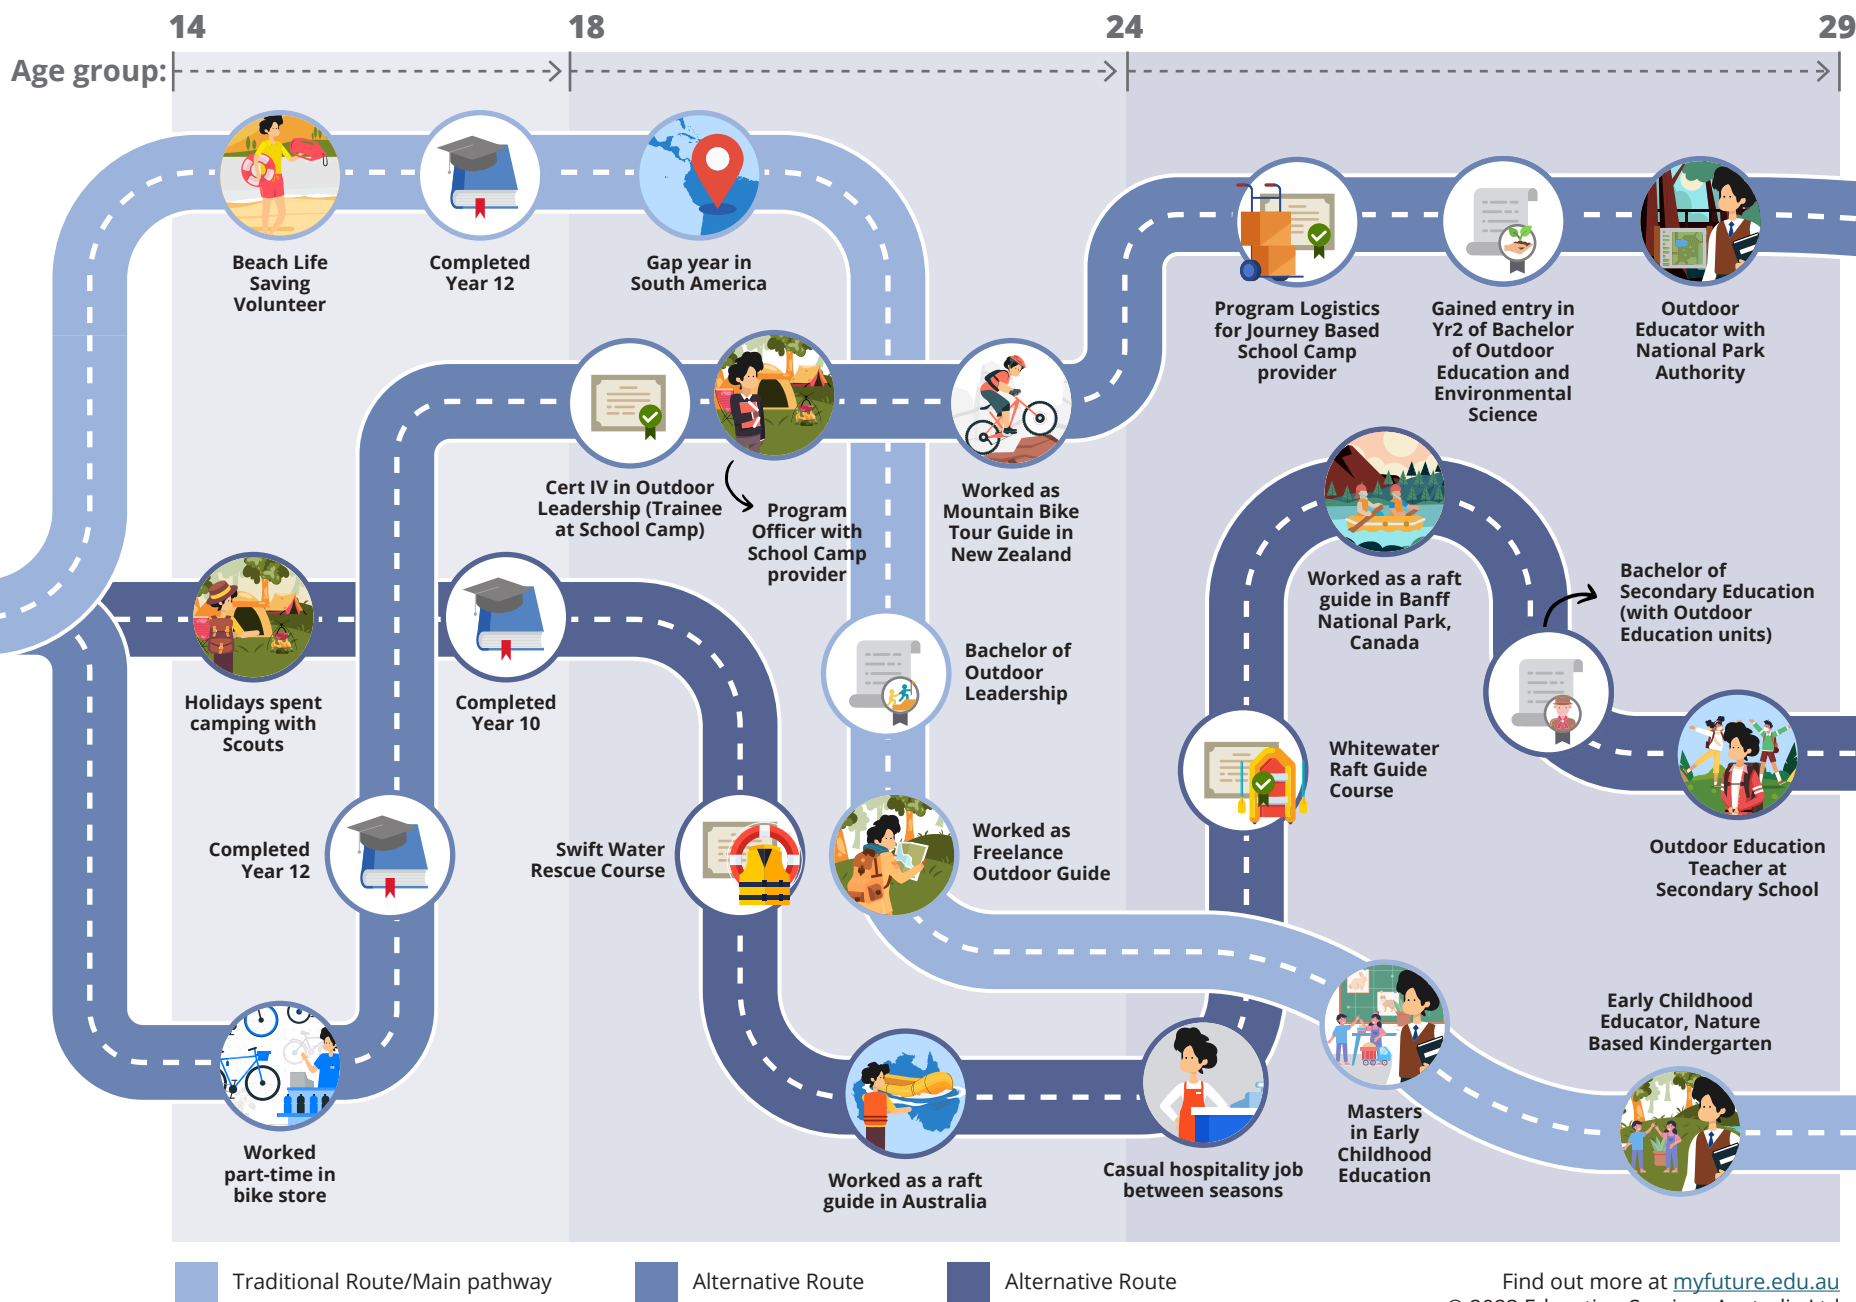 14
18
24
29
Age group:
Beach Life
Saving
Volunteer
Completed
Year 12
Gap year in
South America
Program Logistics
for Journey Based
School Camp
provider
Gained entry in
Yr2 of Bachelor
of Outdoor
Education and
Environmental
Science
Outdoor
Educator with
National Park
Authority
Cert IV in Outdoor
Leadership (Trainee
at School Camp)
Program
Officer with
School Camp
provider
Worked as
Mountain Bike
Tour Guide in
New Zealand
Worked as a raft
guide in Banff
National Park,
Canada
Bachelor of
Secondary Education
(with Outdoor
Education units)
Holidays spent
camping with
Scouts
Completed
Year 10
Bachelor of
Outdoor
Leadership
Whitewater
Raft Guide
Course
Completed
Year 12
Swift Water
Rescue Course
Worked as
Freelance
Outdoor Guide
Outdoor Education
Teacher at
Secondary School
Early Childhood
Educator, Nature
Based Kindergarten
Worked
part-time in
bike store
Worked as a raft
guide in Australia
Casual hospitality job
between seasons
Masters
in Early
Childhood
Education
Traditional Route/Main pathway
Alternative Route
Alternative Route
Find out more at myfuture.edu.au